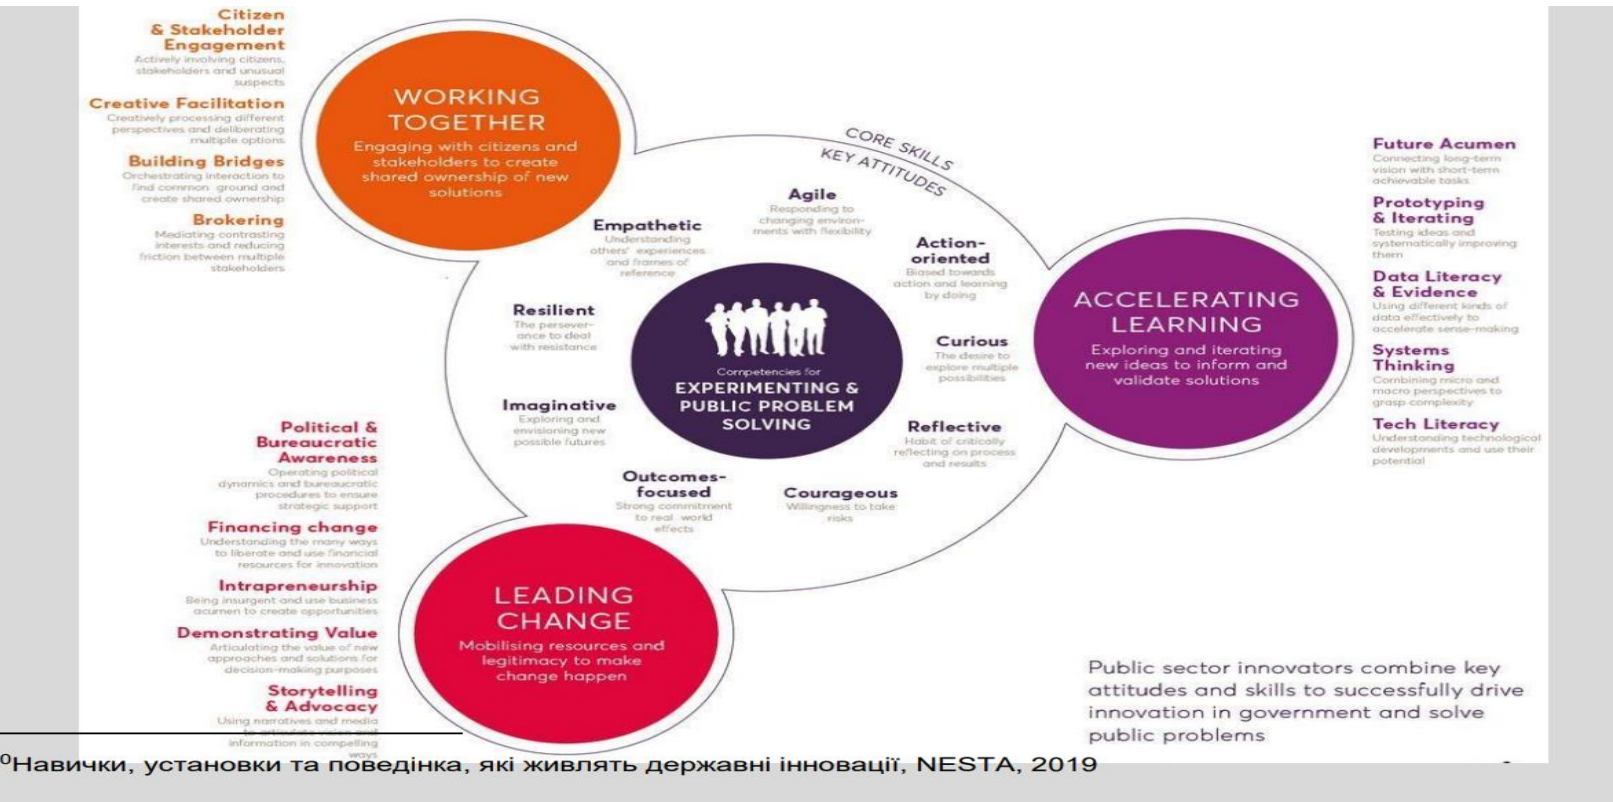 Citizen
& Stakeholder
Engagement
Actively involving citizens,
stakeholders and unusual
suspects
Creative Facilitation
Creatively processing different
perspectives and deliberating
multiple options
Building Bridges
Orchestrating interaction to
find common ground and
create shared ownership
Brokering
Mediating contrasting
interests and reducing
friction between multiple
stakeholders
WORKING
TOGETHER
Engaging with citizens and
stakeholders to create
shared ownership of new
solutions
CORE SKILLS
KEY ATTITUDES
Empathetic
Understanding
others' experiences
and frames of
reference
Agile
Responding to
changing environ-
ments with flexibility
Action-
oriented
Biased towards
action and learning
by doing
Resilient
The persever-
ance to deal
with resistance
Curious
The desire to
explore multiple
possibilities
Imaginative
Exploring and
envisioning new
possible futures
Reflective
Habit of critically
reflecting on process
and results
Outcomes-
focused
Strong commitment
to real world
effects
Courageous
Willingness to take
risks
Competencies for
EXPERIMENTING &
PUBLIC PROBLEM
SOLVING
ACCELERATING
LEARNING
Exploring and iterating
new ideas to inform and
validate solutions
Future Acumen
Connecting long-term
vision with short-term
achievable tasks
Prototyping
& Iterating
Testing ideas and
systematically improving
them
Data Literacy
& Evidence
Using different kinds of
data effectively to
accelerate sense-making
Systems
Thinking
Combining micro and
macro perspectives to
grasp complexity
Tech Literacy
Understanding technological
developments and use their
potential
Political &
Bureaucratic
Awareness
Operating political
dynamics and bureaucratic
procedures to ensure
strategic support
Financing change
Understanding the many ways
to liberate and use financial
resources for innovation
Intrapreneurship
Being insurgent and use business
acumen to create opportunities
Demonstrating Value
Articulating the value of new
approaches and solutions for
decision-making purposes
Storytelling
& Advocacy
Using narratives and media
to articulate vision and
information in compelling
ways
LEADING
CHANGE
Mobilising resources and
legitimacy to make
change happen
Public sector innovators combine key
attitudes and skills to successfully drive
innovation in government and solve
public problems
⁰Навички, установки та поведінка, які живлять державні інновації, NESTA, 2019